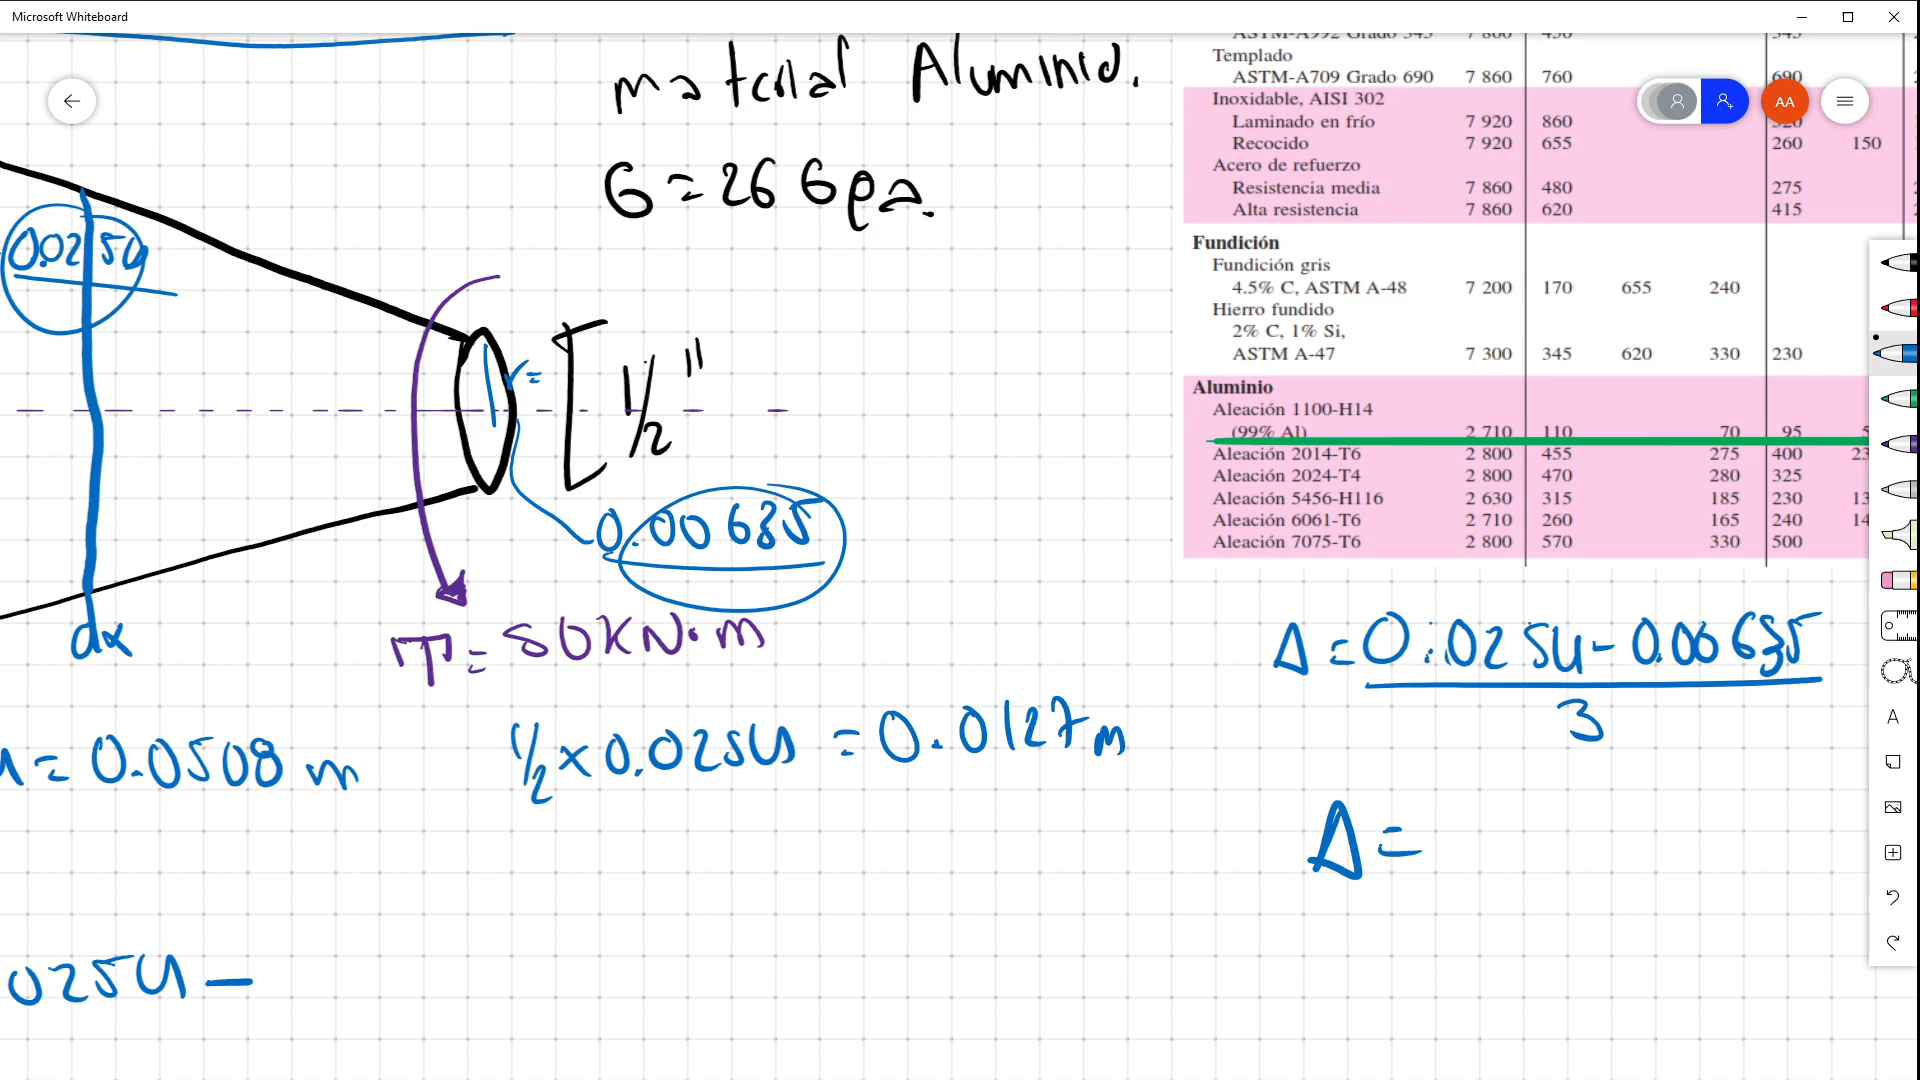 Microsoft Whiteboard
material Aluminio.
G = 26 Gpa.
0.0254
r =
1/2"
0.00635
dx
T = 80 KN·m
= 0.0508 m
1/2 x 0.0254 = 0.0127 m
0254 -
Templado
ASTM-A709 Grado 690 7 860 760 690
Inoxidable, AISI 302
Laminado en frío 7 920 860
Recocido 7 920 655 260 150
Acero de refuerzo
Resistencia media 7 860 480 275
Alta resistencia 7 860 620 415
Fundición
Fundición gris
4.5% C, ASTM A-48 7 200 170 655 240
Hierro fundido
2% C, 1% Si,
ASTM A-47 7 300 345 620 330 230
Aluminio
Aleación 1100-H14
(99% Al) 2 710 110 70 95
Aleación 2014-T6 2 800 455 275 400 23
Aleación 2024-T4 2 800 470 280 325
Aleación 5456-H116 2 630 315 185 230 13
Aleación 6061-T6 2 710 260 165 240 14
Aleación 7075-T6 2 800 570 330 500
Δ = 0.0254 - 0.00635
3
Δ =
AA
A